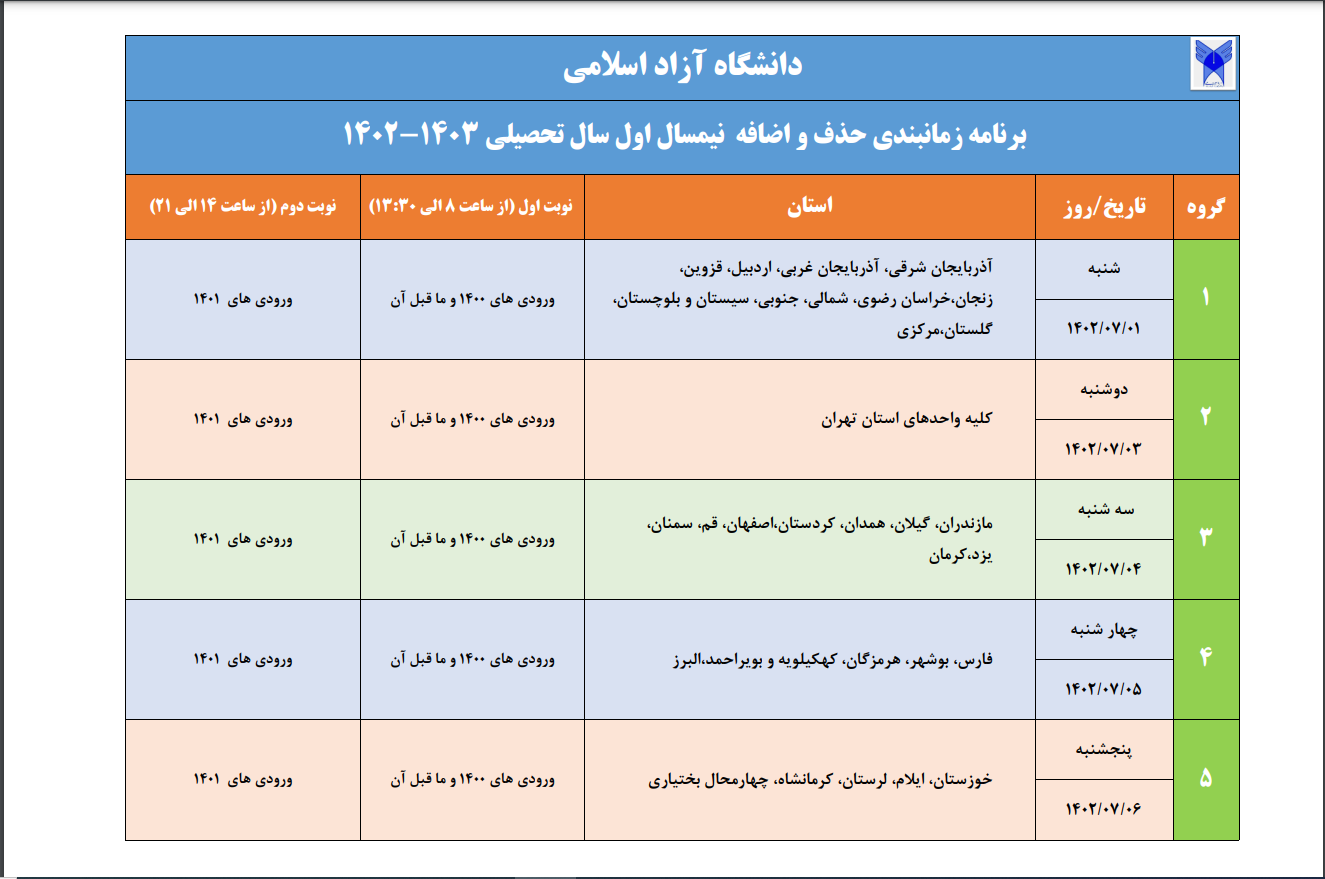 دانشگاه آزاد اسلامی
برنامه زمانبندی حذف و اضافه نیمسال اول سال تحصیلی ۱۴۰۳-۱۴۰۲
گروه
تاریخ/روز
استان
نوبت اول (از ساعت ۸ الی ۱۳:۳۰)
نوبت دوم (از ساعت ۱۴ الی ۲۱)
۱
شنبه
۱۴۰۲/۰۷/۰۱
آذربایجان شرقی، آذربایجان غربی، اردبیل، قزوین،
زنجان،خراسان رضوی، شمالی، جنوبی، سیستان و بلوچستان،
گلستان،مرکزی
ورودی های ۱۴۰۰ و ما قبل آن
ورودی های ۱۴۰۱
۲
دوشنبه
۱۴۰۲/۰۷/۰۳
کلیه واحدهای استان تهران
ورودی های ۱۴۰۰ و ما قبل آن
ورودی های ۱۴۰۱
۳
سه شنبه
۱۴۰۲/۰۷/۰۴
مازندران، گیلان، همدان، کردستان،اصفهان، قم، سمنان،
یزد،کرمان
ورودی های ۱۴۰۰ و ما قبل آن
ورودی های ۱۴۰۱
۴
چهار شنبه
۱۴۰۲/۰۷/۰۵
فارس، بوشهر، هرمزگان، کهکیلویه و بویراحمد،البرز
ورودی های ۱۴۰۰ و ما قبل آن
ورودی های ۱۴۰۱
۵
پنجشنبه
۱۴۰۲/۰۷/۰۶
خوزستان، ایلام، لرستان، کرمانشاه، چهارمحال بختیاری
ورودی های ۱۴۰۰ و ما قبل آن
ورودی های ۱۴۰۱